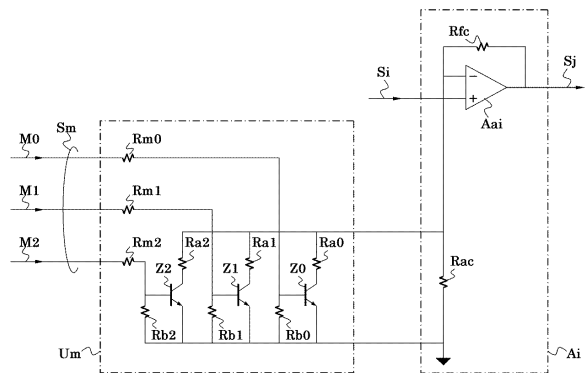 Rfc
Si
Sj
Aai
Sm
M0
Rm0
M1
Rm1
M2
Rm2
Ra2
Ra1
Ra0
Z2
Z1
Z0
Rac
Rb2
Rb1
Rb0
Um
Ai